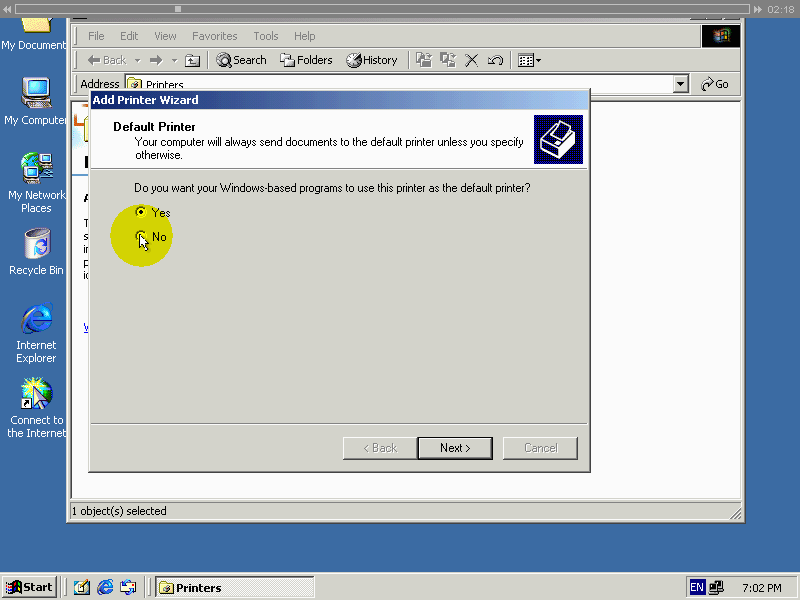 02:18
My Document
My Computer
My Network
Places
Recycle Bin
Internet
Explorer
Connect to
the Internet
File Edit View Favorites Tools Help
Back Search Folders History
Address Printers Go
Add Printer Wizard
Default Printer
Your computer will always send documents to the default printer unless you specify
otherwise.
Do you want your Windows-based programs to use this printer as the default printer?
Yes
No
< Back Next > Cancel
1 object(s) selected
Start Printers EN 7:02 PM